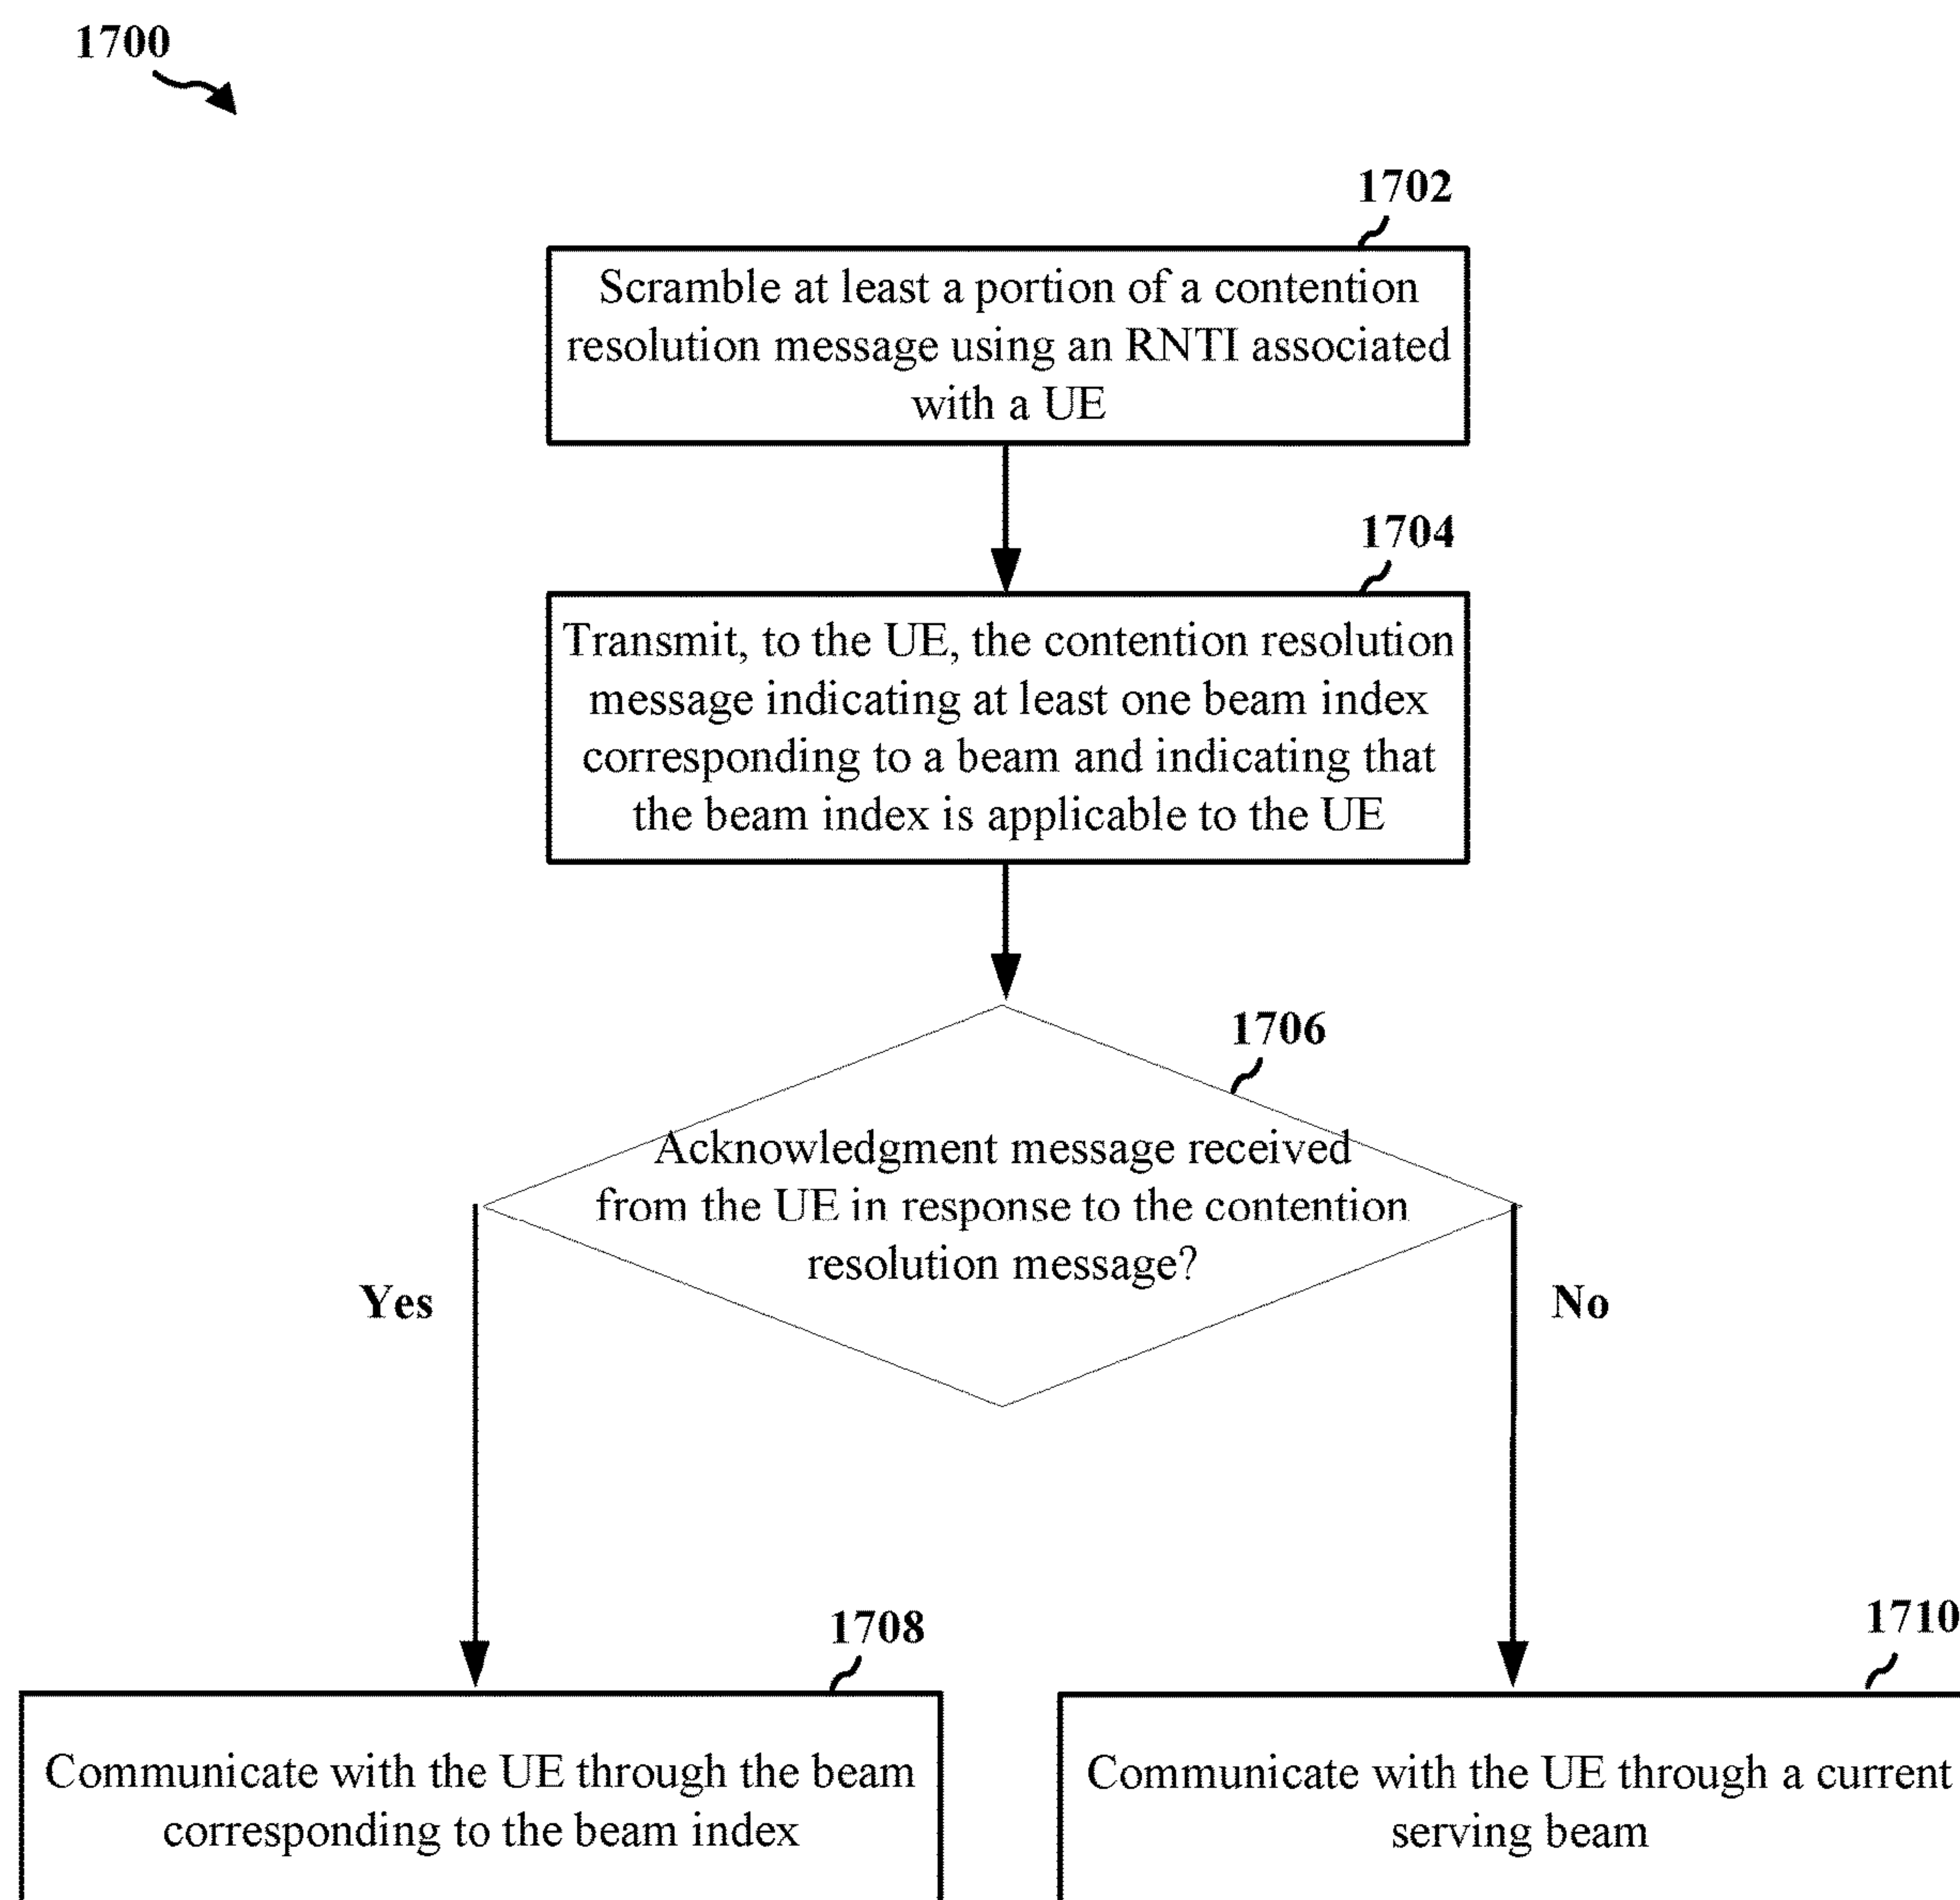 1700
1702
Scramble at least a portion of a contention
resolution message using an RNTI associated
with a UE
1704
Transmit, to the UE, the contention resolution
message indicating at least one beam index
corresponding to a beam and indicating that
the beam index is applicable to the UE
1706
Acknowledgment message received
from the UE in response to the contention
resolution message?
Yes
No
1708
Communicate with the UE through the beam
corresponding to the beam index
1710
Communicate with the UE through a current
serving beam